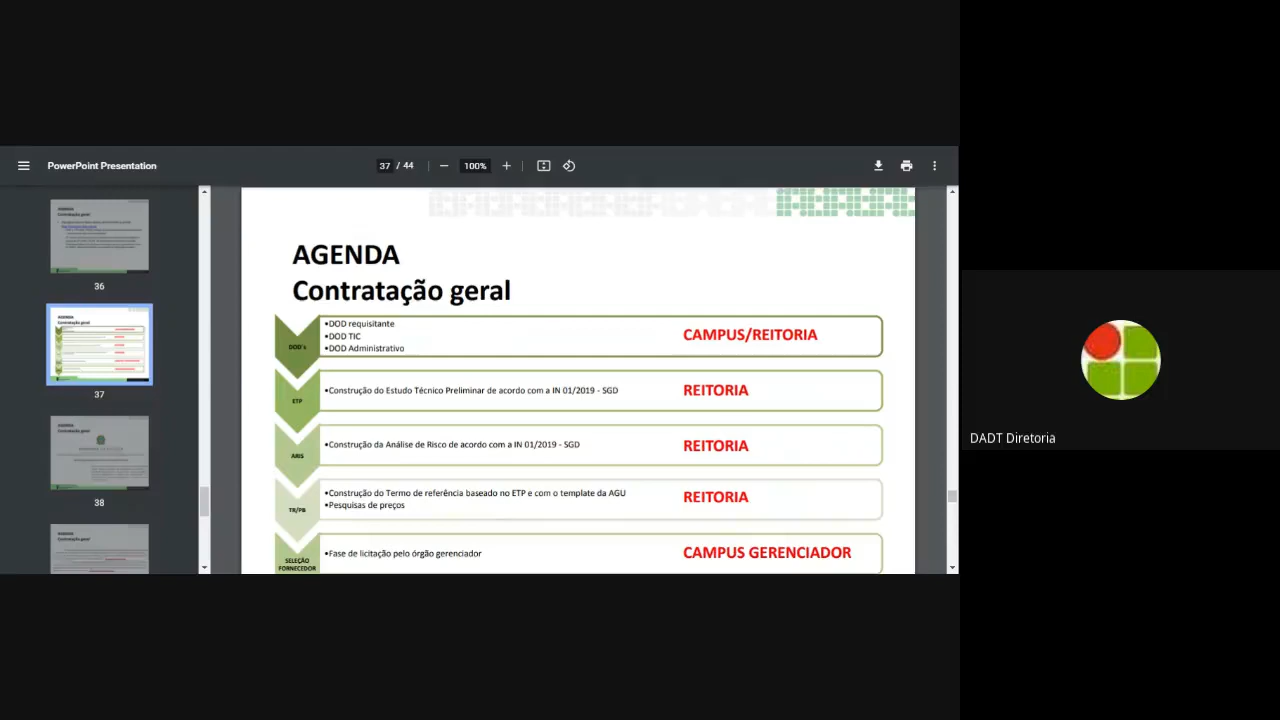 PowerPoint Presentation
37 / 44
100%
36
37
38
AGENDA
Contratação geral
DOD's
•DOD requisitante
•DOD TIC
•DOD Administrativo
CAMPUS/REITORIA
ETP
•Construção do Estudo Técnico Preliminar de acordo com a IN 01/2019 - SGD
REITORIA
ARIS
•Construção da Análise de Risco de acordo com a IN 01/2019 - SGD
REITORIA
TR/PB
•Construção do Termo de referência baseado no ETP e com o template da AGU
•Pesquisas de preços
REITORIA
SELEÇÃO
FORNECEDOR
•Fase de licitação pelo órgão gerenciador
CAMPUS GERENCIADOR
DADT Diretoria